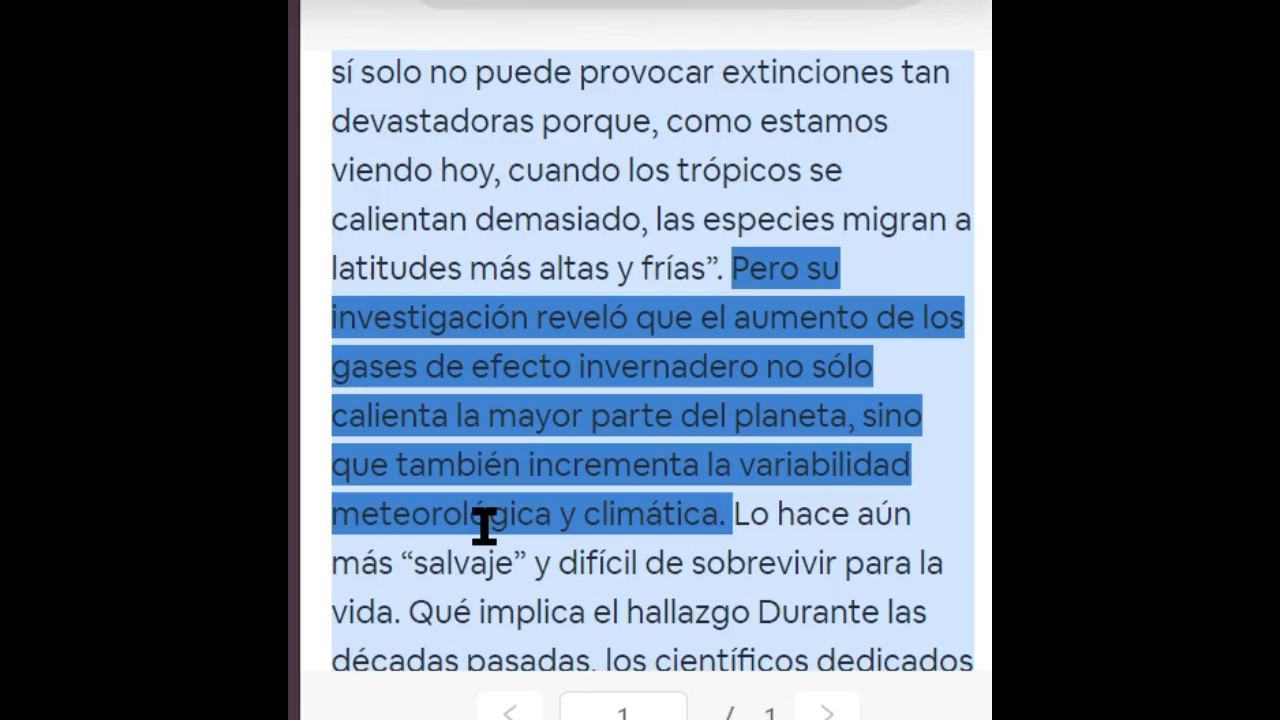 sí solo no puede provocar extinciones tan
devastadoras porque, como estamos
viendo hoy, cuando los trópicos se
calientan demasiado, las especies migran a
latitudes más altas y frías”. Pero su
investigación reveló que el aumento de los
gases de efecto invernadero no sólo
calienta la mayor parte del planeta, sino
que también incrementa la variabilidad
meteorológica y climática. Lo hace aún
más “salvaje” y difícil de sobrevivir para la
vida. Qué implica el hallazgo Durante las
décadas pasadas, los científicos dedicados
1 / 1